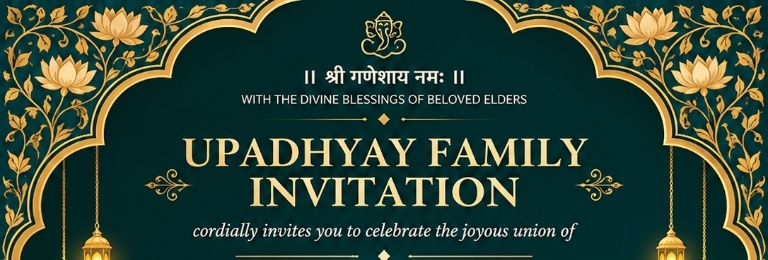 ॥ श्री गणेशाय नमः ॥
WITH THE DIVINE BLESSINGS OF BELOVED ELDERS
UPADHYAY FAMILY
INVITATION
cordially invites you to celebrate the joyous union of